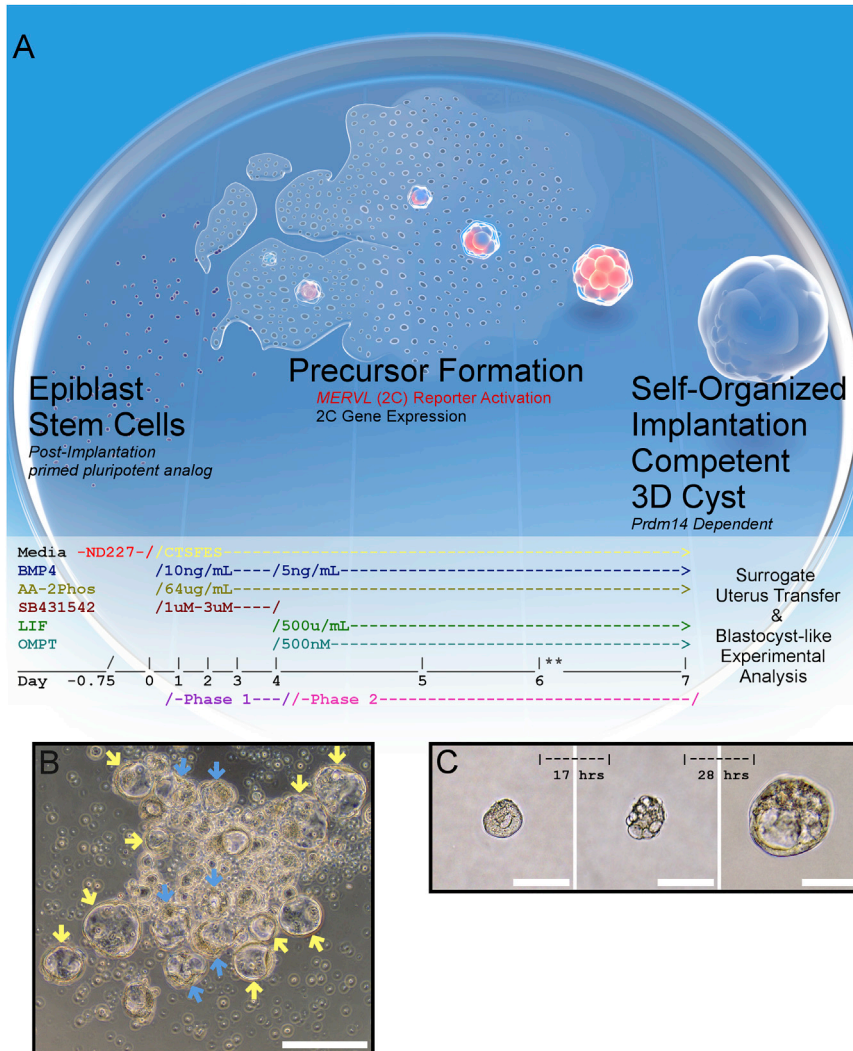 A
Epiblast
Stem Cells
Post-Implantation
primed pluripotent analog
Precursor Formation
MERVL (2C) Reporter Activation
2C Gene Expression
Self-Organized
Implantation
Competent
3D Cyst
Prdm14 Dependent
Media -ND227-/ /CTSFES------------------------------------------------>
BMP4 /10ng/mL----/5ng/mL----------------------------------->
AA-2Phos /64ug/mL------------------------------------------------>
SB431542 /1uM-3uM----/
LIF /500u/mL---------------------------------->
OMPT /500nM------------------------------------>
Surrogate
Uterus Transfer
&
Blastocyst-like
Experimental
Analysis
**
Day -0.75 0 1 2 3 4 5 6 7
/-Phase 1---/-Phase 2--------------------------------/
B
C
17 hrs
28 hrs